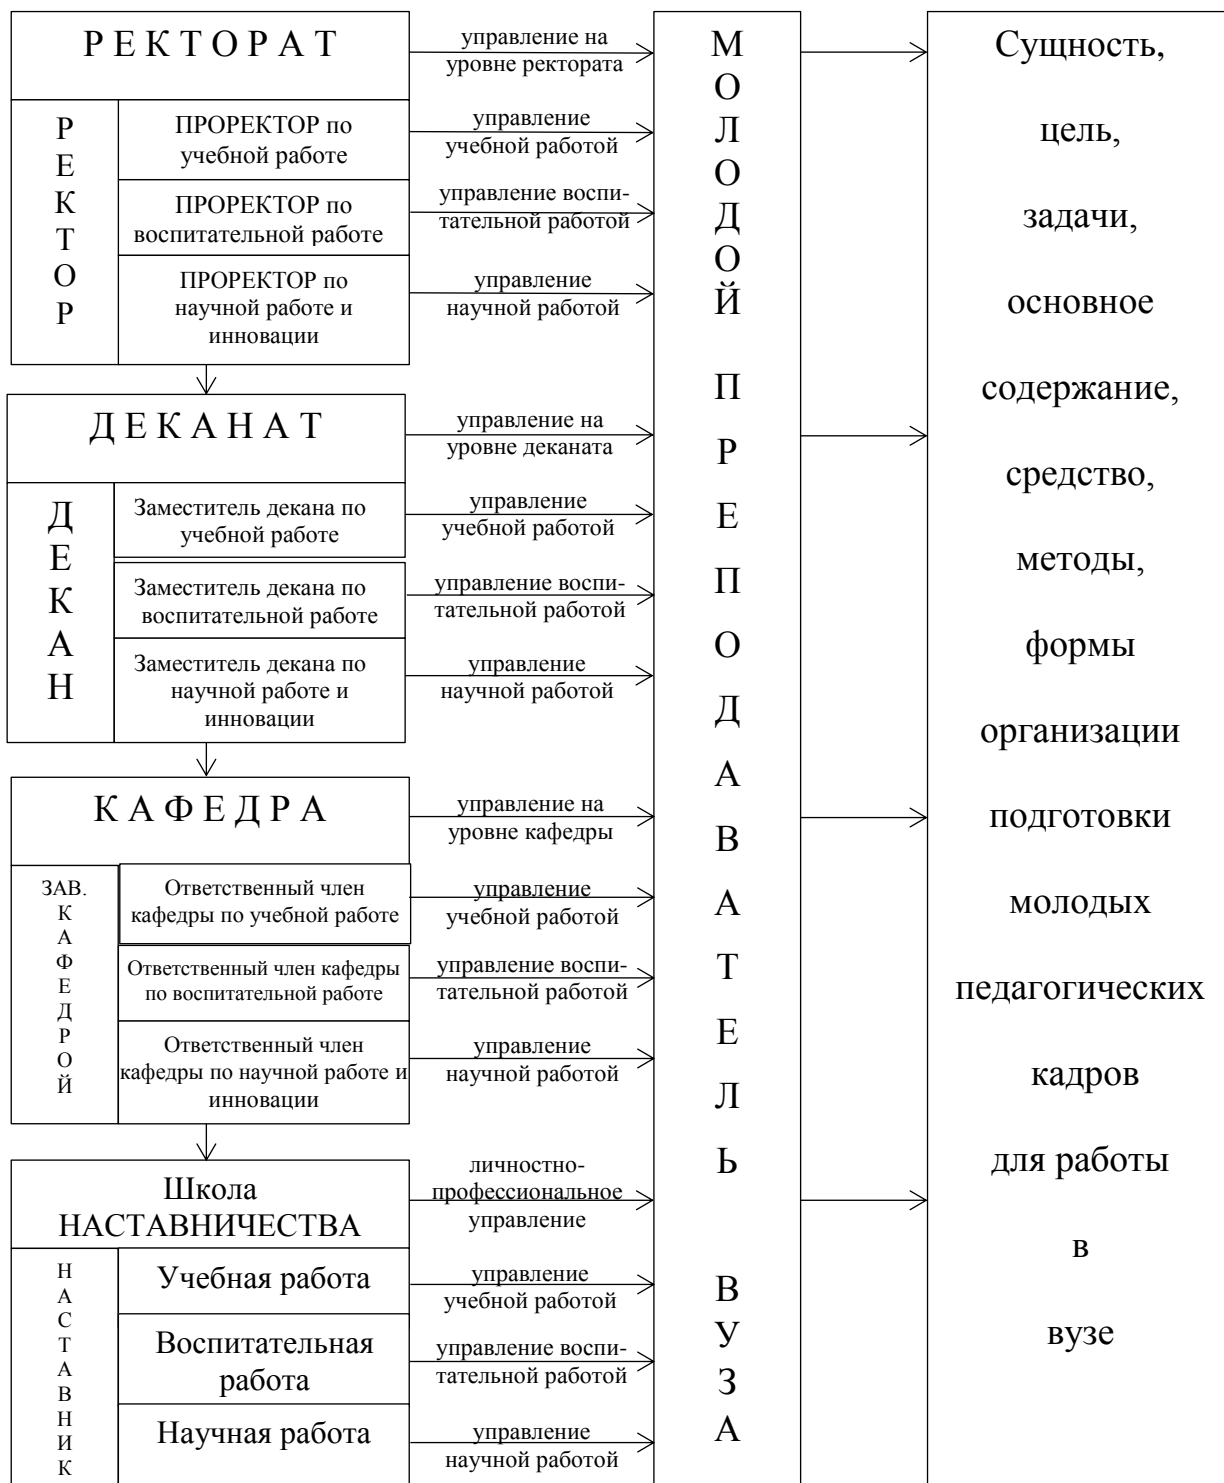 РЕКТОРАТ
управление на
уровне ректората
РЕКТОР
ПРОРЕКТОР по
учебной работе
управление
учебной работой
ПРОРЕКТОР по
воспитательной работе
управление воспи-
тательной работой
ПРОРЕКТОР по
научной работе и
инновации
управление
научной работой
ДЕКАНАТ
управление на
уровне деканата
ДЕКАН
Заместитель декана по
учебной работе
управление
учебной работой
Заместитель декана по
воспитательной работе
управление воспи-
тательной работой
Заместитель декана по
научной работе и
инновации
управление
научной работой
КАФЕДРА
управление на
уровне кафедры
ЗАВ.
КАФЕДРОЙ
Ответственный член
кафедры по учебной работе
управление
учебной работой
Ответственный член кафедры
по воспитательной работе
управление воспи-
тательной работой
Ответственный член
кафедры по научной работе и
инновации
управление
научной работой
Школа
НАСТАВНИЧЕСТВА
личностно-
профессиональное
управление
НАСТАВНИК
Учебная работа
управление
учебной работой
Воспитательная
работа
управление воспи-
тательной работой
Научная работа
управление
научной работой
МОЛОДОЙ ПРЕПОДАВАТЕЛЬ ВУЗА
Сущность,
цель,
задачи,
основное
содержание,
средство,
методы,
формы
организации
подготовки
молодых
педагогических
кадров
для работы
в
вузе